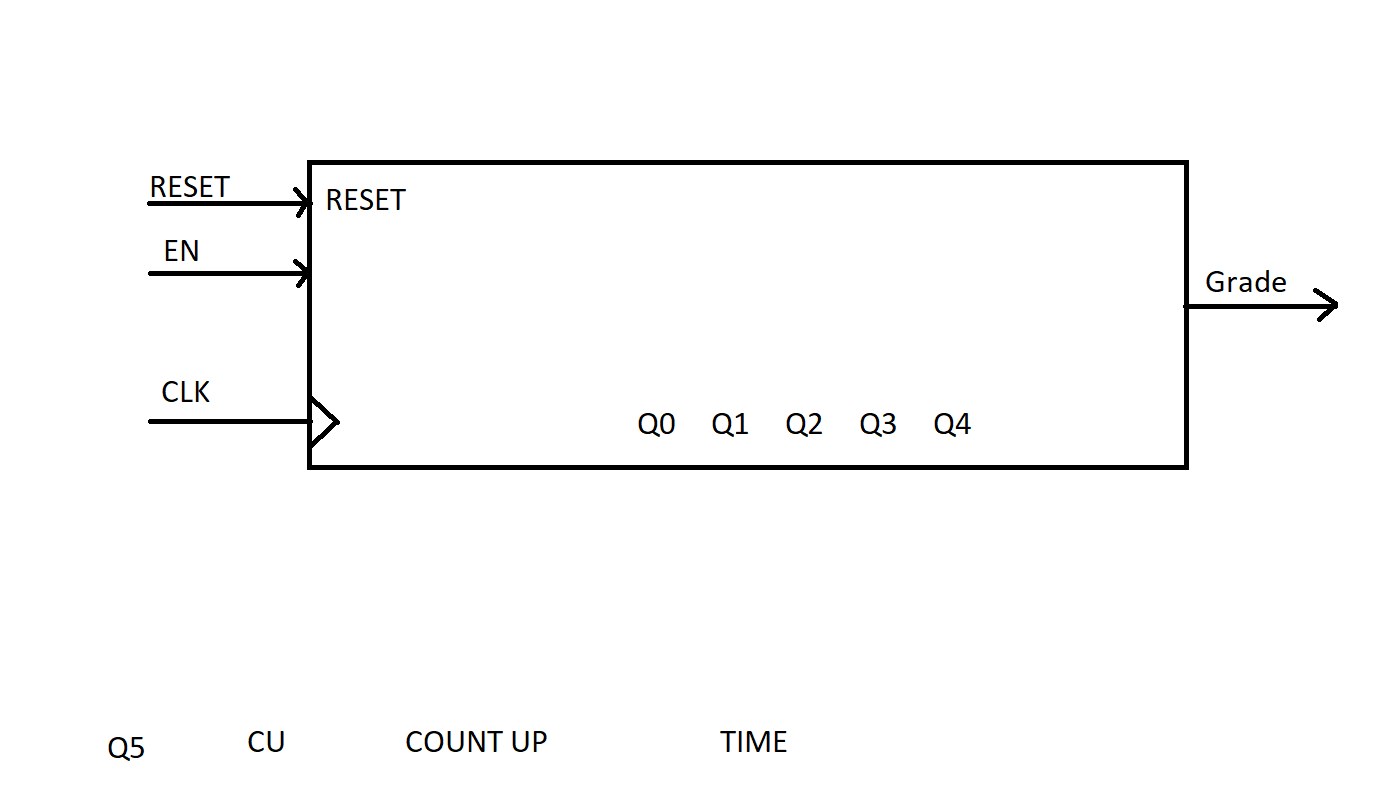 RESET
RESET
EN
Grade
CLK
Q0 Q1 Q2 Q3 Q4
Q5 CU COUNT UP TIME